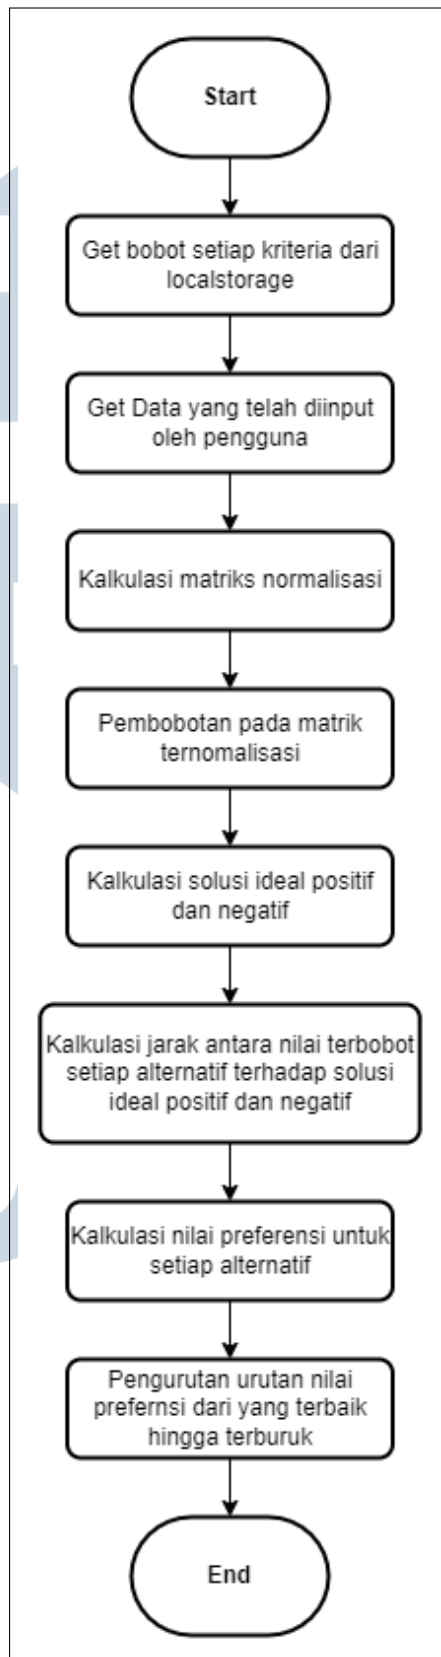 Start
Get bobot setiap kriteria dari
localstorage
Get Data yang telah diinput
oleh pengguna
Kalkulasi matriks normalisasi
Pembobotan pada matrik
ternomalisasi
Kalkulasi solusi ideal positif
dan negatif
Kalkulasi jarak antara nilai terbobot
setiap alternatif terhadap solusi
ideal positif dan negatif
Kalkulasi nilai preferensi untuk
setiap alternatif
Pengurutan urutan nilai
prefernsi dari yang terbaik
hingga terburuk
End